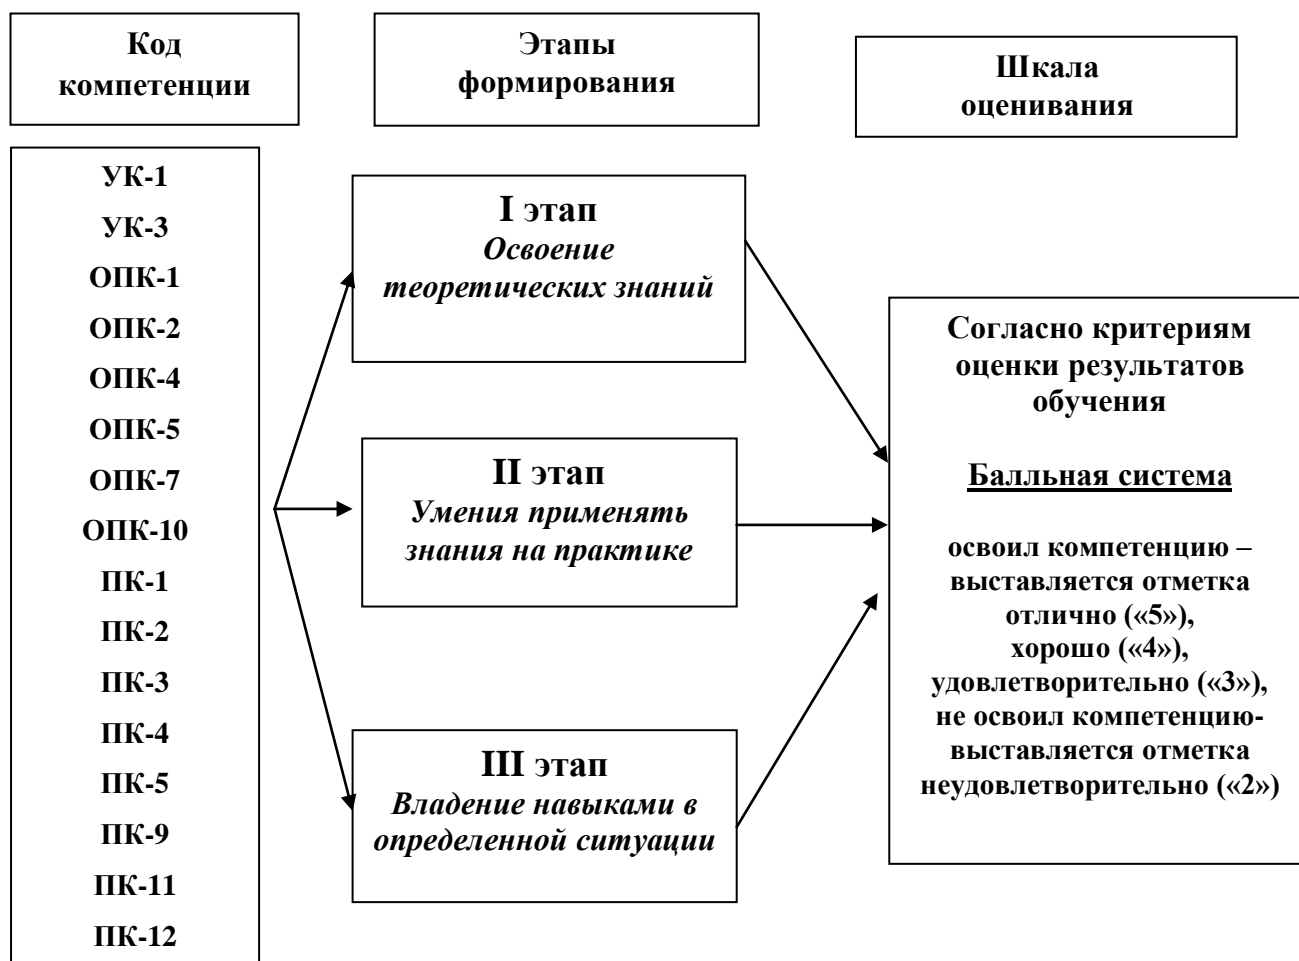 Код
компетенции
Этапы
формирования
Шкала
оценивания
УК-1
УК-3
ОПК-1
ОПК-2
ОПК-4
ОПК-5
ОПК-7
ОПК-10
ПК-1
ПК-2
ПК-3
ПК-4
ПК-5
ПК-9
ПК-11
ПК-12
I этап
Освоение
теоретических знаний
II этап
Умения применять
знания на практике
III этап
Владение навыками в
определенной ситуации
Согласно критериям
оценки результатов
обучения
Балльная система
освоил компетенцию –
выставляется отметка
отлично («5»),
хорошо («4»),
удовлетворительно («3»),
не освоил компетенцию-
выставляется отметка
неудовлетворительно («2»)